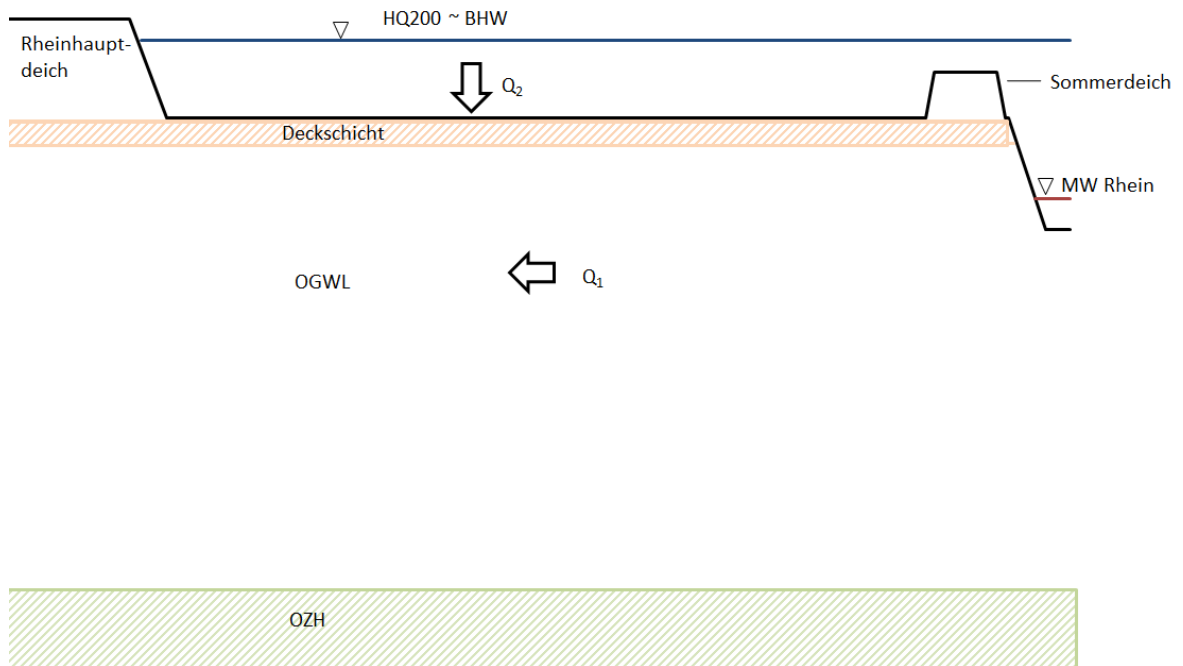 HQ200 ~ BHW
Rheinhaupt-
deich
Q₂
Sommerdeich
Deckschicht
MW Rhein
OGWL
Q₁
OZH